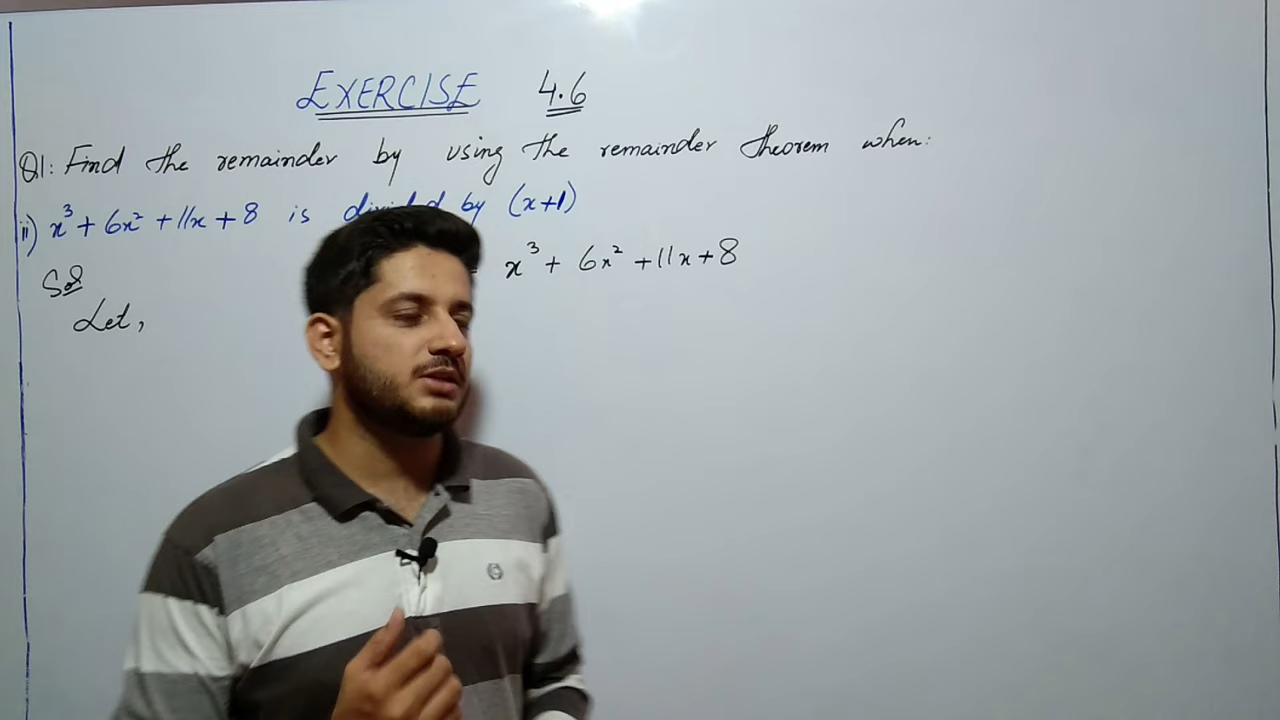 EXERCISE 4.6
Q1: Find the remainder by using the remainder theorem when:
ii) x³ + 6x² + 11x + 8 is divided by (x+1)
x³ + 6x² + 11x + 8
Sol
Let,